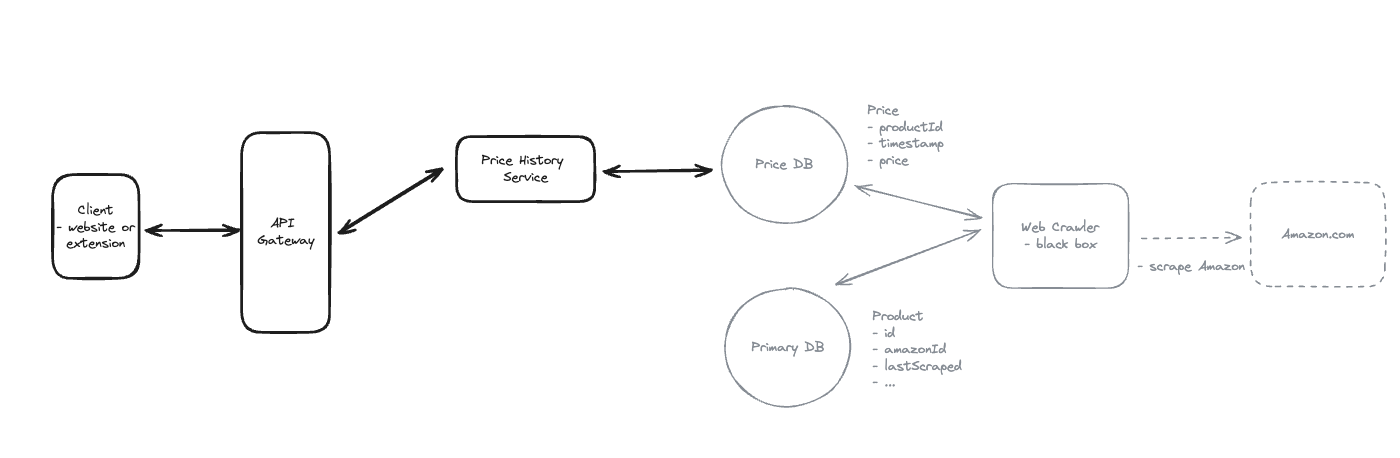 Client
- website or
extension
API
Gateway
Price History
Service
Price DB
Price
- productId
- timestamp
- price
Primary DB
Product
- id
- amazonId
- lastScraped
- ...
Web Crawler
- black box
- scrape Amazon
Amazon.com